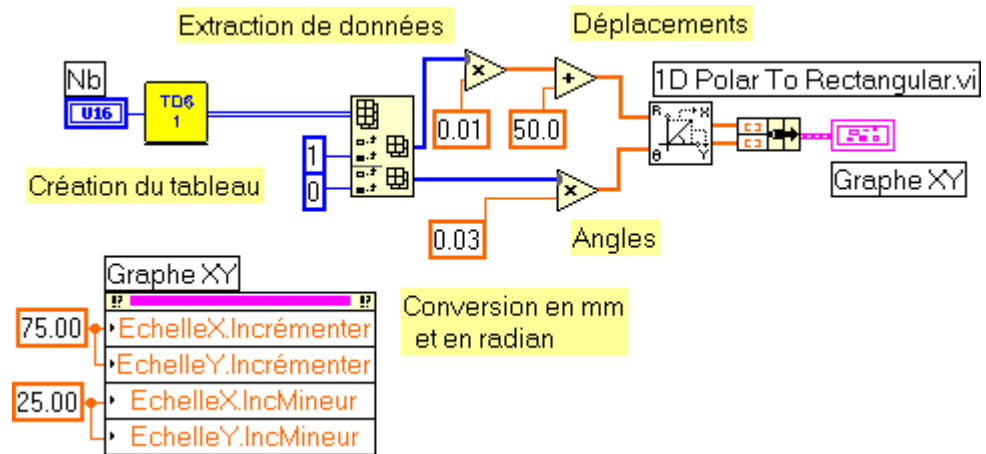 Extraction de données
Déplacements
Nb
U16
TD6
1
1D Polar To Rectangular.vi
R
X
θ
Y
0.01
50.0
1
0
Création du tableau
Graphe XY
0.03
Angles
Graphe XY
!?
!?
75.00
EchelleX.Incrémenter
EchelleY.Incrémenter
25.00
EchelleX.IncMineur
EchelleY.IncMineur
Conversion en mm
et en radian